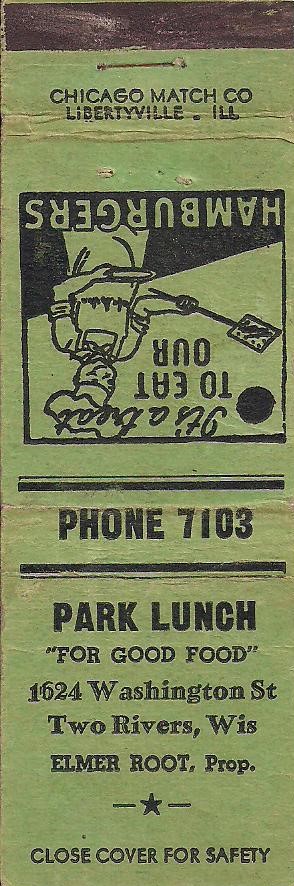 CHICAGO MATCH CO
LIBERTYVILLE . ILL
It's a treat
TO EAT
OUR
HAMBURGERS
PHONE 7103
PARK LUNCH
"FOR GOOD FOOD"
1624 Washington St
Two Rivers, Wis
ELMER ROOT, Prop.
CLOSE COVER FOR SAFETY